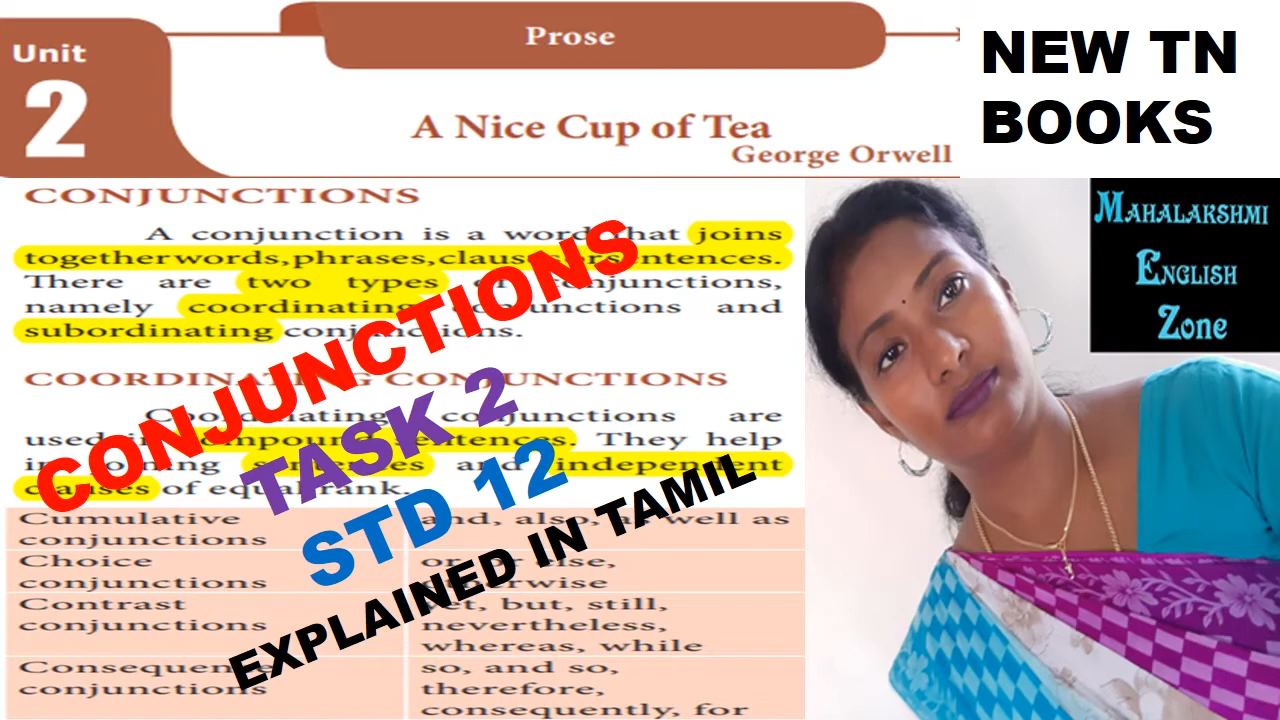 Unit
2
Prose
A Nice Cup of Tea
George Orwell
NEW TN
BOOKS
MAHALAKSHMI
ENGLISH
ZONE
CONJUNCTIONS
A conjunction is a word that joins
together words, phrases, clauses or sentences.
There are two types of conjunctions,
namely coordinating conjunctions and
subordinating conjunctions.
COORDINATING CONJUNCTIONS
Coordinating conjunctions are
used in compound sentences. They help
in joining sentences and independent
clauses of equal rank.
Cumulative conjunctions
and, also, as well as
Choice conjunctions
or, or else, otherwise
Contrast conjunctions
yet, but, still,
nevertheless,
whereas, while
Consequence conjunctions
so, and so,
therefore,
consequently, for
CONJUNCTIONS
TASK 2
STD 12
EXPLAINED IN TAMIL